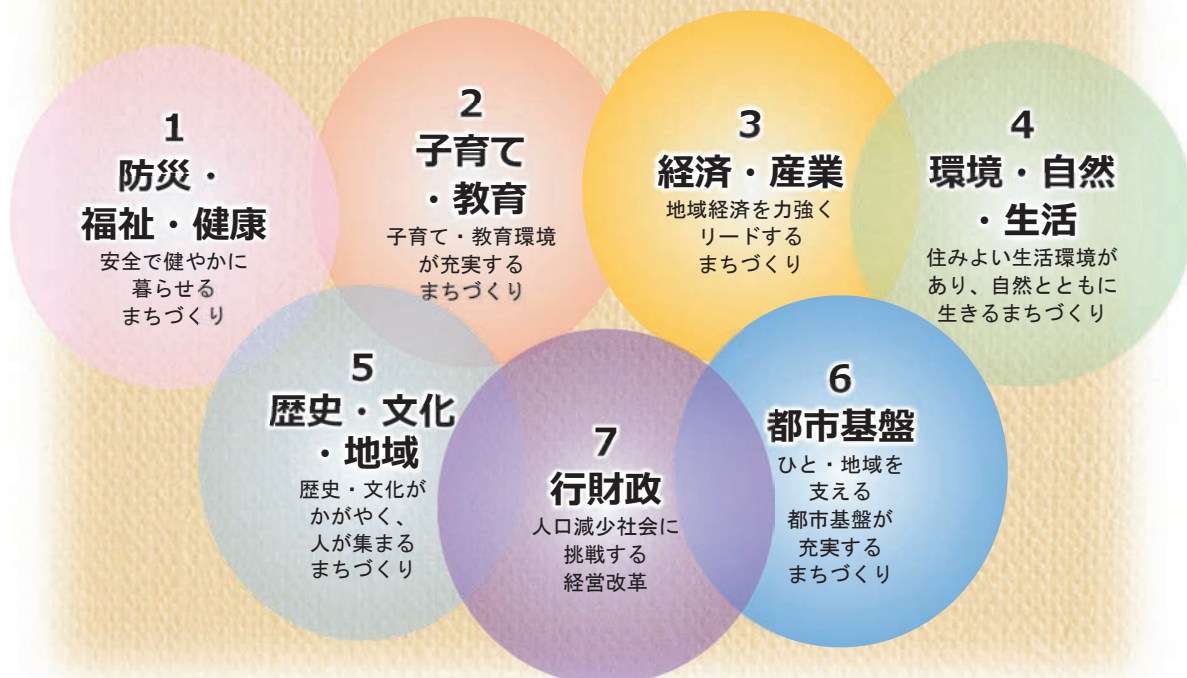 1
防災・
福祉・健康
安全で健やかに
暮らせる
まちづくり
2
子育て
・教育
子育て・教育環境
が充実する
まちづくり
3
経済・産業
地域経済を力強く
リードする
まちづくり
4
環境・自然
・生活
住みよい生活環境が
あり、自然とともに
生きるまちづくり
5
歴史・文化
・地域
歴史・文化が
かがやく、
人が集まる
まちづくり
7
行財政
人口減少社会に
挑戦する
経営改革
6
都市基盤
ひと・地域を
支える
都市基盤が
充実する
まちづくり